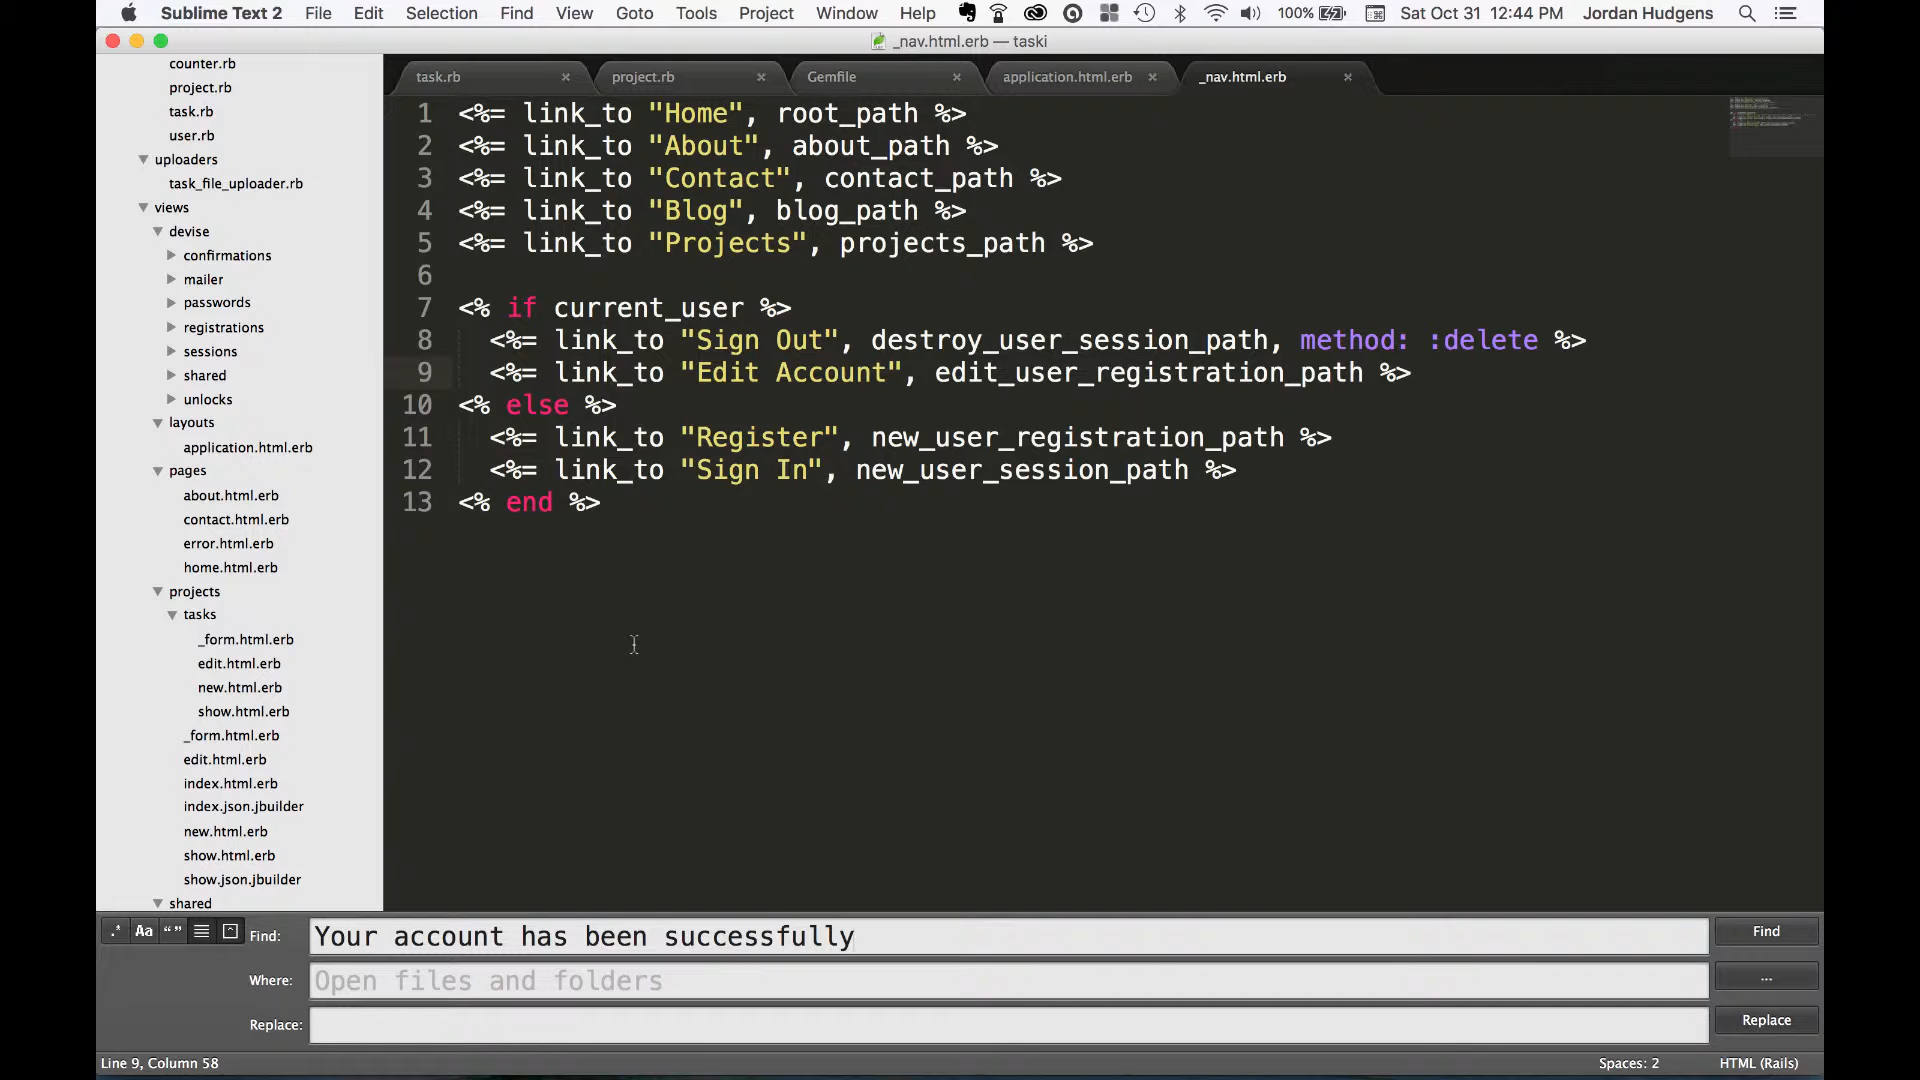 Sublime Text 2 File Edit Selection Find View Goto Tools Project Window Help 100% Sat Oct 31 12:44 PM Jordan Hudgens
_nav.html.erb — taski
counter.rb
project.rb
task.rb
user.rb
uploaders
task_file_uploader.rb
views
devise
confirmations
mailer
passwords
registrations
sessions
shared
unlocks
layouts
application.html.erb
pages
about.html.erb
contact.html.erb
error.html.erb
home.html.erb
projects
tasks
_form.html.erb
edit.html.erb
new.html.erb
show.html.erb
_form.html.erb
edit.html.erb
index.html.erb
index.json.jbuilder
new.html.erb
show.html.erb
show.json.jbuilder
shared
task.rb × project.rb × Gemfile × application.html.erb × _nav.html.erb ×
1 <%= link_to "Home", root_path %>
2 <%= link_to "About", about_path %>
3 <%= link_to "Contact", contact_path %>
4 <%= link_to "Blog", blog_path %>
5 <%= link_to "Projects", projects_path %>
6
7 <% if current_user %>
8 <%= link_to "Sign Out", destroy_user_session_path, method: :delete %>
9 <%= link_to "Edit Account", edit_user_registration_path %>
10 <% else %>
11 <%= link_to "Register", new_user_registration_path %>
12 <%= link_to "Sign In", new_user_session_path %>
13 <% end %>
.* Aa “ ” Find: Your account has been successfully Find
Where: Open files and folders ...
Replace: Replace
Line 9, Column 58 Spaces: 2 HTML (Rails)